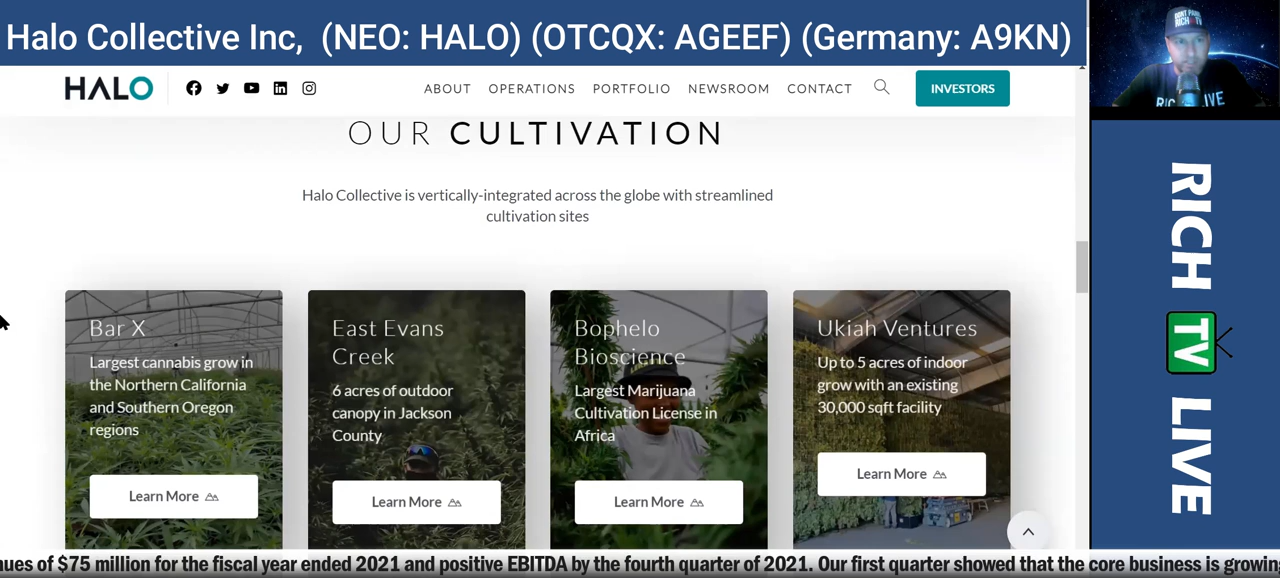 Halo Collective Inc, (NEO: HALO) (OTCQX: AGEEF) (Germany: A9KN)
HALO
ABOUT OPERATIONS PORTFOLIO NEWSROOM CONTACT INVESTORS
OUR CULTIVATION
Halo Collective is vertically-integrated across the globe with streamlined
cultivation sites
Bar X
Largest cannabis grow in
the Northern California
and Southern Oregon
regions
Learn More
East Evans
Creek
6 acres of outdoor
canopy in Jackson
County
Learn More
Bophelo
Bioscience
Largest Marijuana
Cultivation License in
Africa
Learn More
Ukiah Ventures
Up to 5 acres of indoor
grow with an existing
30,000 sqft facility
Learn More
RICH TV LIVE
nues of $75 million for the fiscal year ended 2021 and positive EBITDA by the fourth quarter of 2021. Our first quarter showed that the core business is growin